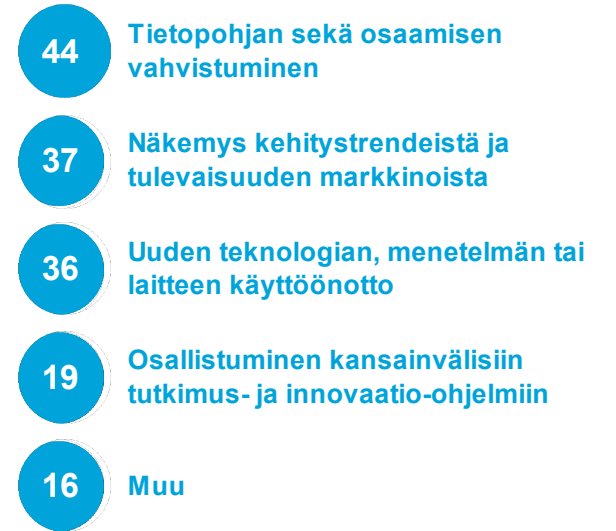 44
Tietopohjan sekä osaamisen
vahvistuminen
37
Näkemys kehitystrendeistä ja
tulevaisuuden markkinoista
36
Uuden teknologian, menetelmän tai
laitteen käyttöönotto
19
Osallistuminen kansainvälisiin
tutkimus- ja innovaatio-ohjelmiin
16
Muu